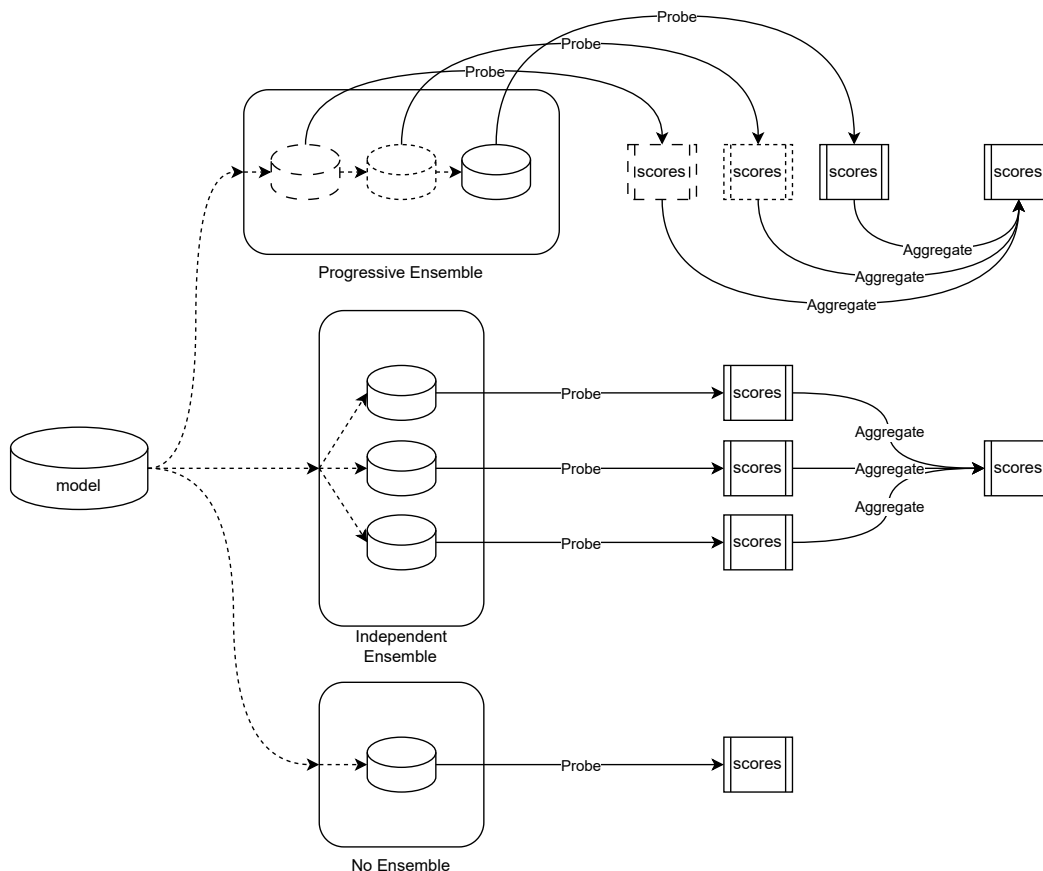 Probe
Probe
Probe
scores
scores
scores
scores
Aggregate
Aggregate
Aggregate
Progressive Ensemble
Probe
scores
Aggregate
model
Probe
scores
Aggregate
scores
Probe
scores
Aggregate
Independent
Ensemble
Probe
scores
No Ensemble